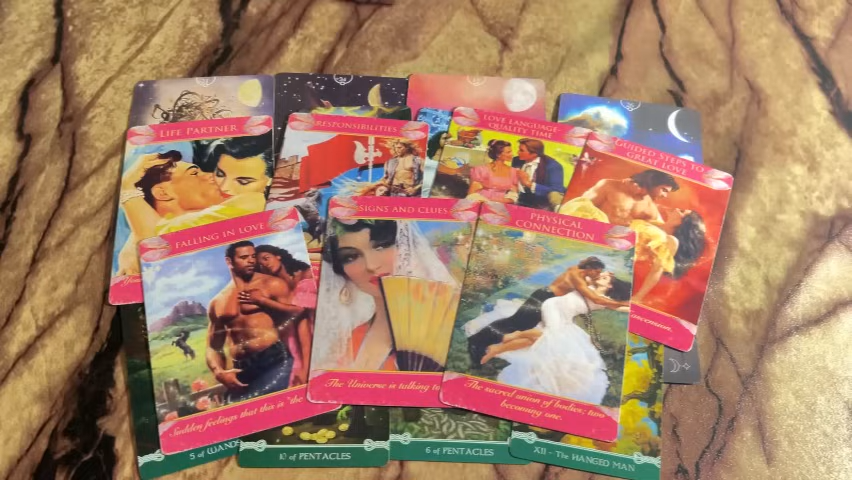 LIFE PARTNER
RESPONSIBILITIES
LOVE LANGUAGE-
QUALITY TIME
GUIDED STEPS TO
GREAT LOVE
FALLING IN LOVE
SIGNS AND CLUES
PHYSICAL
CONNECTION
Sudden feelings that this is "the
The Universe is talking to
The sacred union of bodies; two
becoming one.
5 of WANDS
10 of PENTACLES
6 of PENTACLES
XII - The HANGED MAN